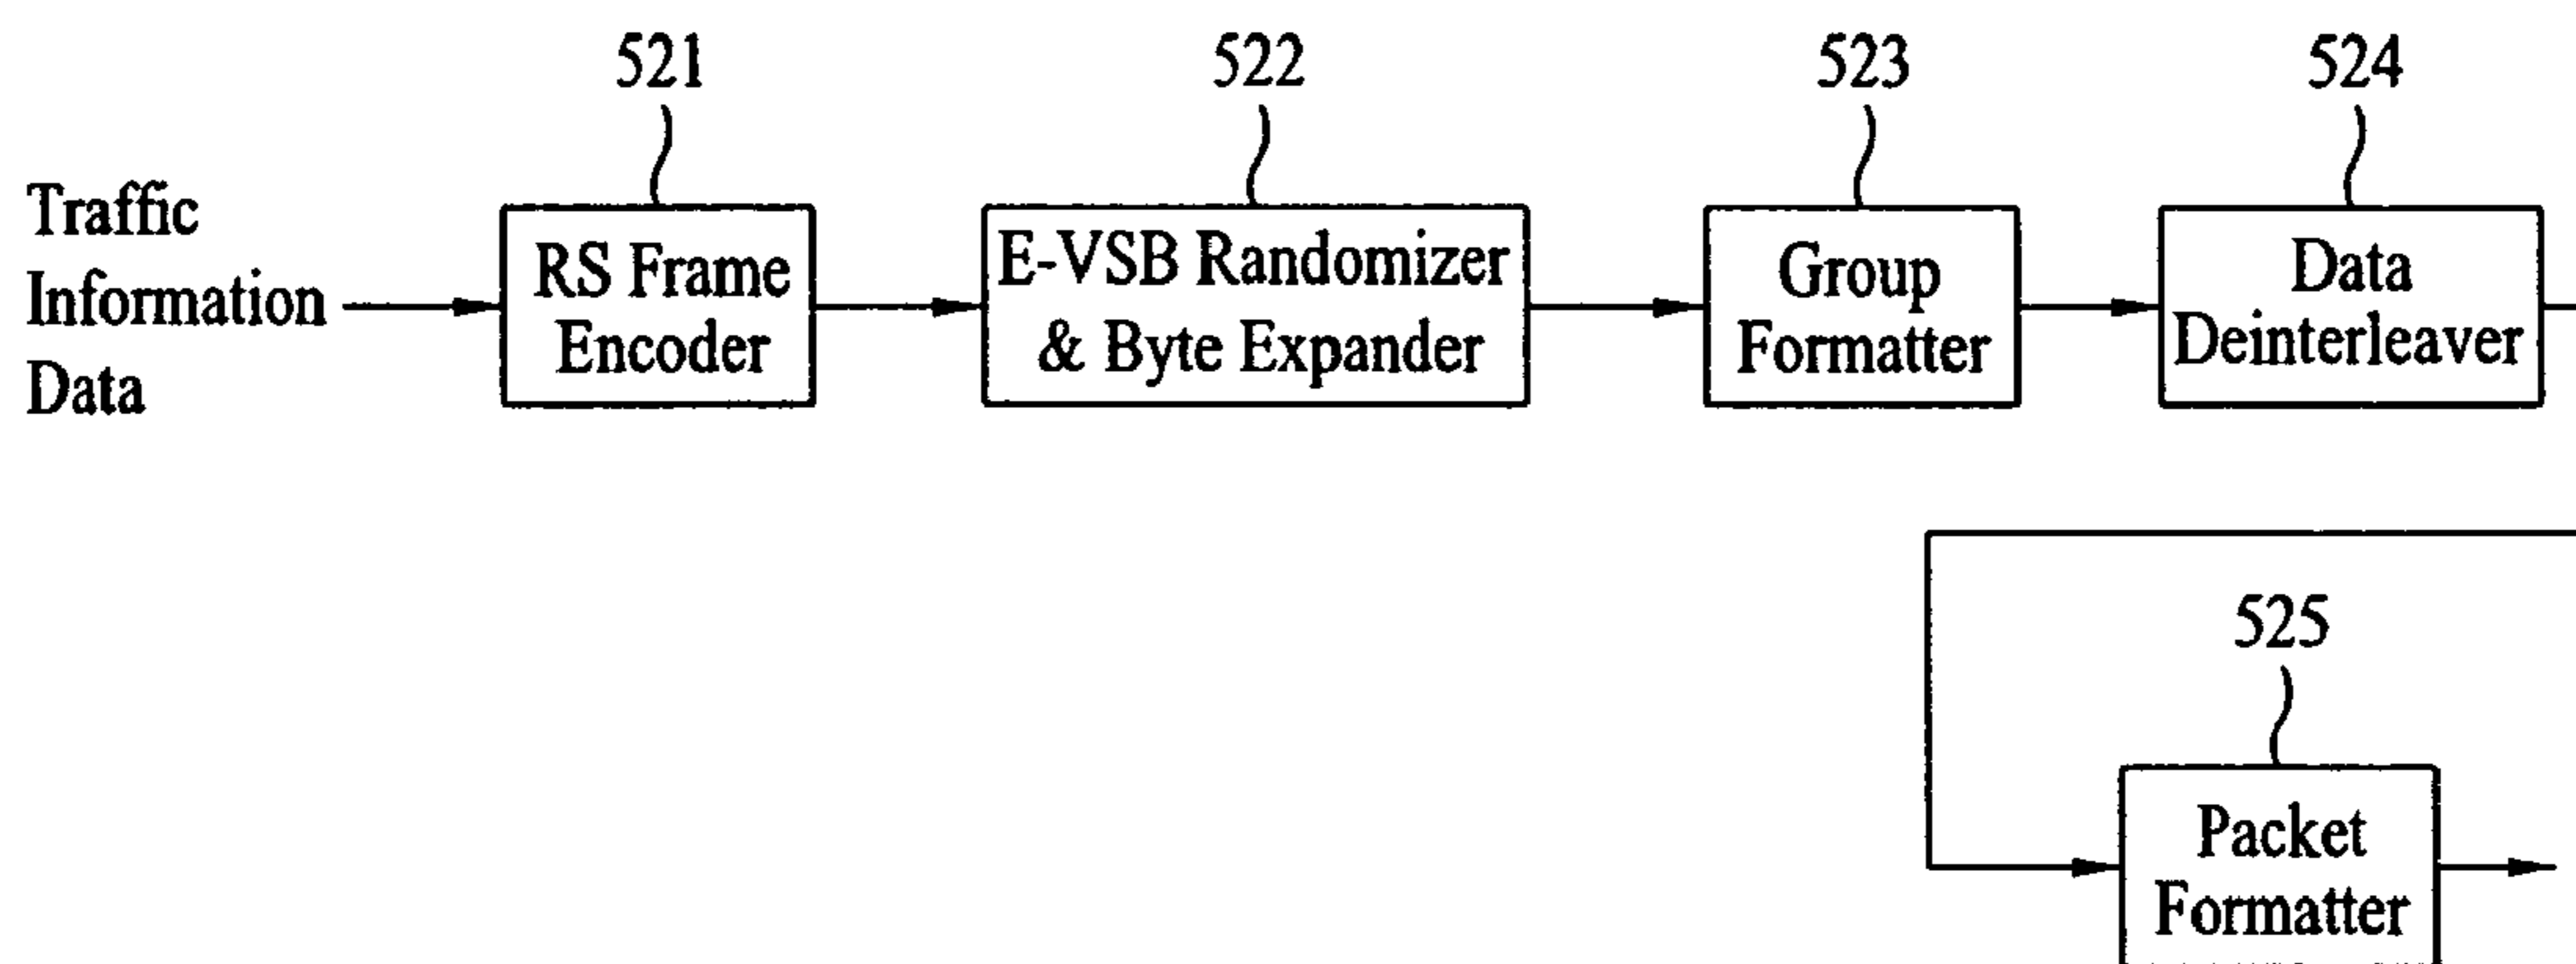 521
522
523
524
Traffic
Information
Data
RS Frame
Encoder
E-VSB Randomizer
& Byte Expander
Group
Formatter
Data
Deinterleaver
525
Packet
Formatter